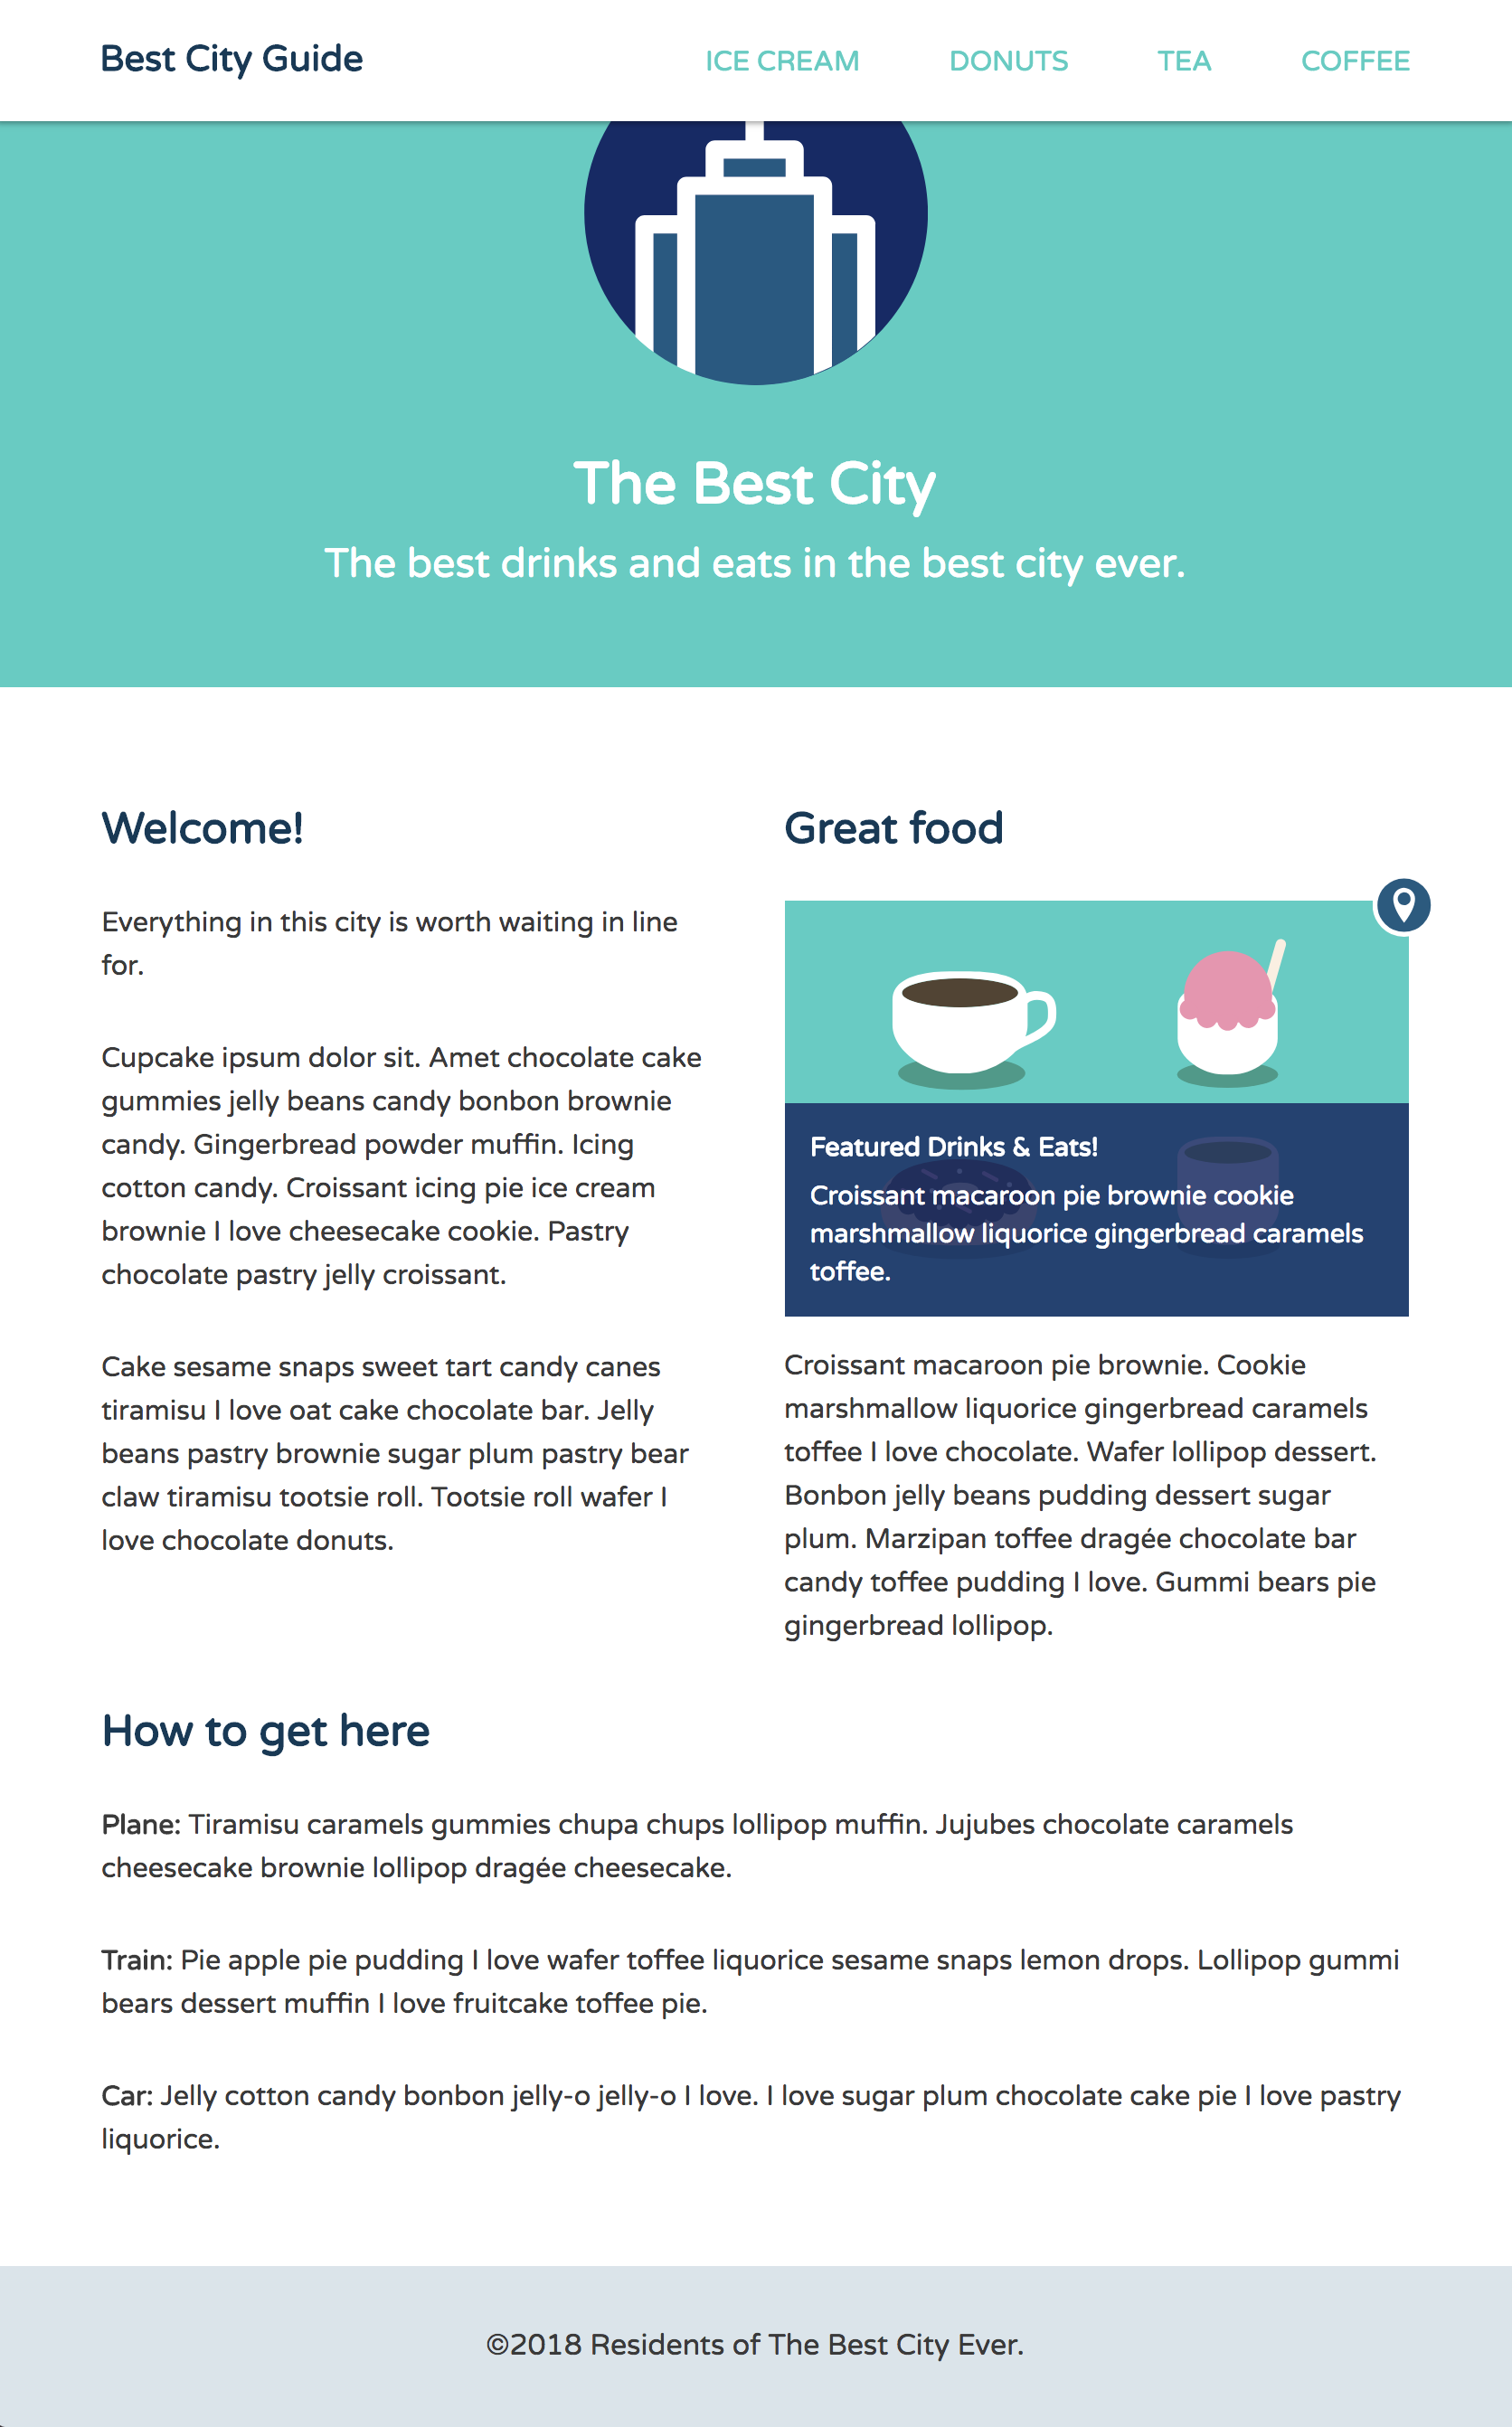 Best City Guide
ICE CREAM
DONUTS
TEA
COFFEE
The Best City
The best drinks and eats in the best city ever.
Welcome!
Everything in this city is worth waiting in line
for.
Cupcake ipsum dolor sit. Amet chocolate cake
gummies jelly beans candy bonbon brownie
candy. Gingerbread powder muffin. Icing
cotton candy. Croissant icing pie ice cream
brownie I love cheesecake cookie. Pastry
chocolate pastry jelly croissant.
Cake sesame snaps sweet tart candy canes
tiramisu I love oat cake chocolate bar. Jelly
beans pastry brownie sugar plum pastry bear
claw tiramisu tootsie roll. Tootsie roll wafer I
love chocolate donuts.
Great food
Featured Drinks & Eats!
Croissant macaroon pie brownie cookie
marshmallow liquorice gingerbread caramels
toffee.
Croissant macaroon pie brownie. Cookie
marshmallow liquorice gingerbread caramels
toffee I love chocolate. Wafer lollipop dessert.
Bonbon jelly beans pudding dessert sugar
plum. Marzipan toffee dragée chocolate bar
candy toffee pudding I love. Gummi bears pie
gingerbread lollipop.
How to get here
Plane: Tiramisu caramels gummies chupa chups lollipop muffin. Jujubes chocolate caramels
cheesecake brownie lollipop dragée cheesecake.
Train: Pie apple pie pudding I love wafer toffee liquorice sesame snaps lemon drops. Lollipop gummi
bears dessert muffin I love fruitcake toffee pie.
Car: Jelly cotton candy bonbon jelly-o jelly-o I love. I love sugar plum chocolate cake pie I love pastry
liquorice.
©2018 Residents of The Best City Ever.